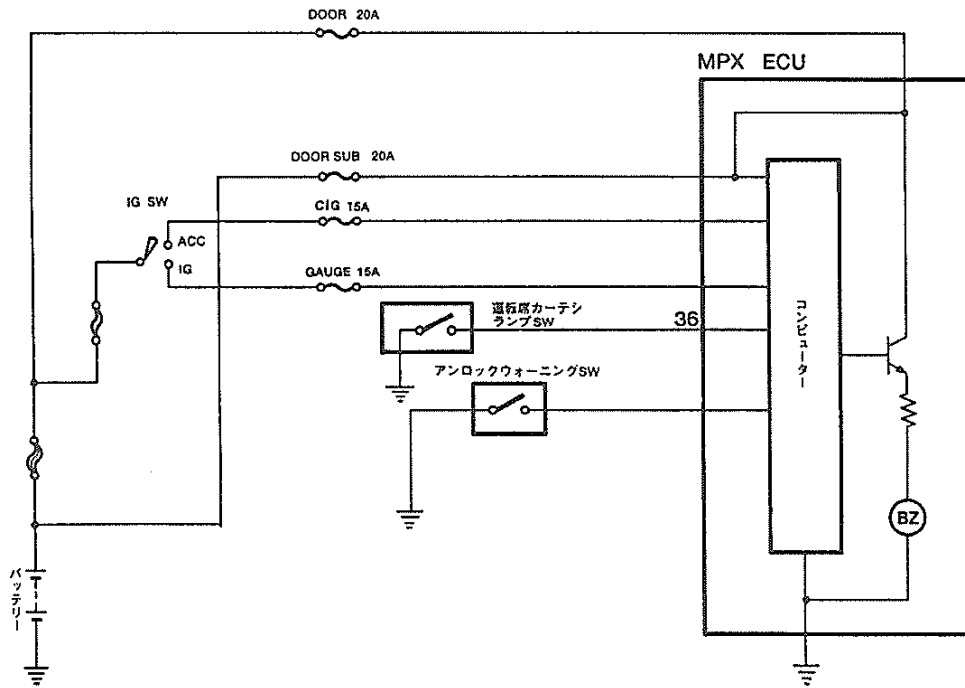 DOOR 20A
MPX ECU
DOOR SUB 20A
IG SW
CIG 15A
ACC
IG
GAUGE 15A
運転席カーテシ
ランプSW
36
コンピューター
アンロックウォーニングSW
BZ
バッテリー